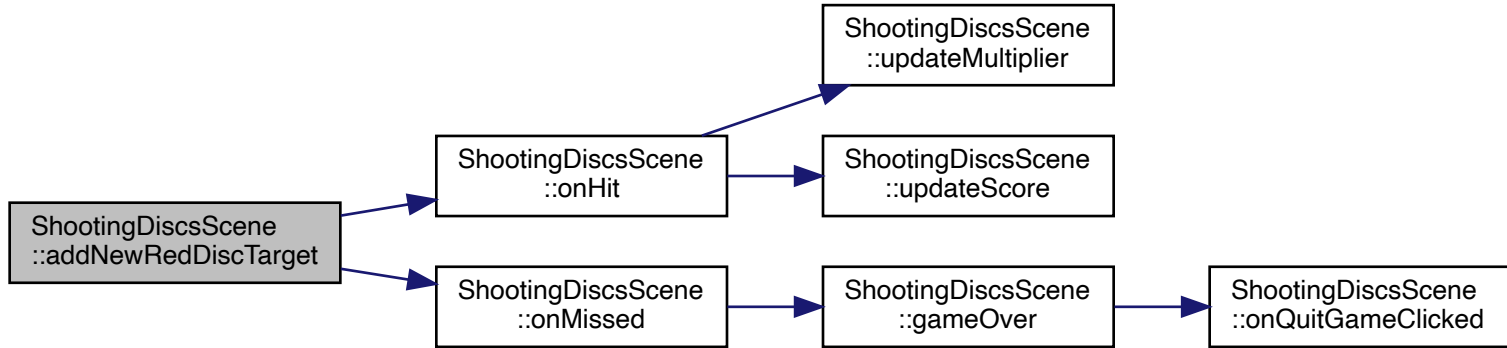 ShootingDiscsScene
::addNewRedDiscTarget
ShootingDiscsScene
::onHit
ShootingDiscsScene
::updateMultiplier
ShootingDiscsScene
::updateScore
ShootingDiscsScene
::onMissed
ShootingDiscsScene
::gameOver
ShootingDiscsScene
::onQuitGameClicked